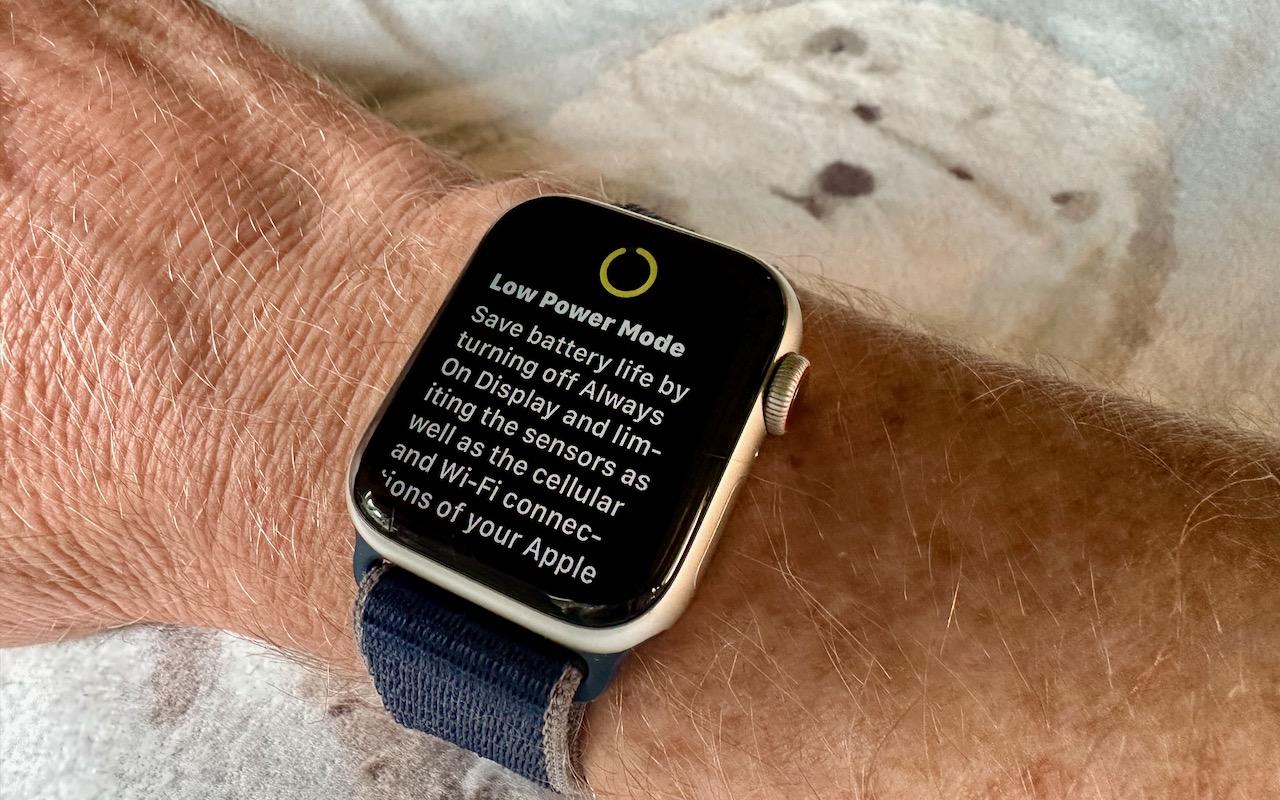 Low Power Mode
Save battery life by
turning off Always
On Display and lim-
iting the sensors as
well as the cellular
and Wi-Fi connec-
tions of your Apple